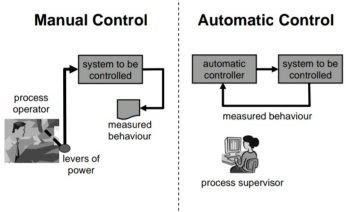 Manual Control
system to be
controlled
process
operator
measured
behaviour
levers of
power
Automatic Control
automatic
controller
system to be
controlled
measured behaviour
process supervisor